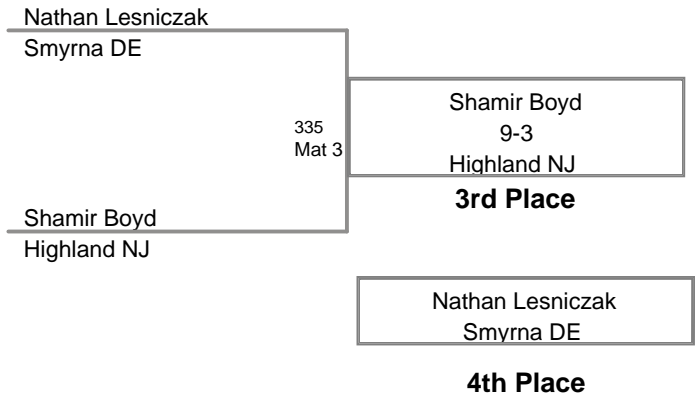 Nathan Lesniczak
Smyrna DE
335
Mat 3
Shamir Boyd
9-3
Highland NJ
3rd Place
Shamir Boyd
Highland NJ
Nathan Lesniczak
Smyrna DE
4th Place